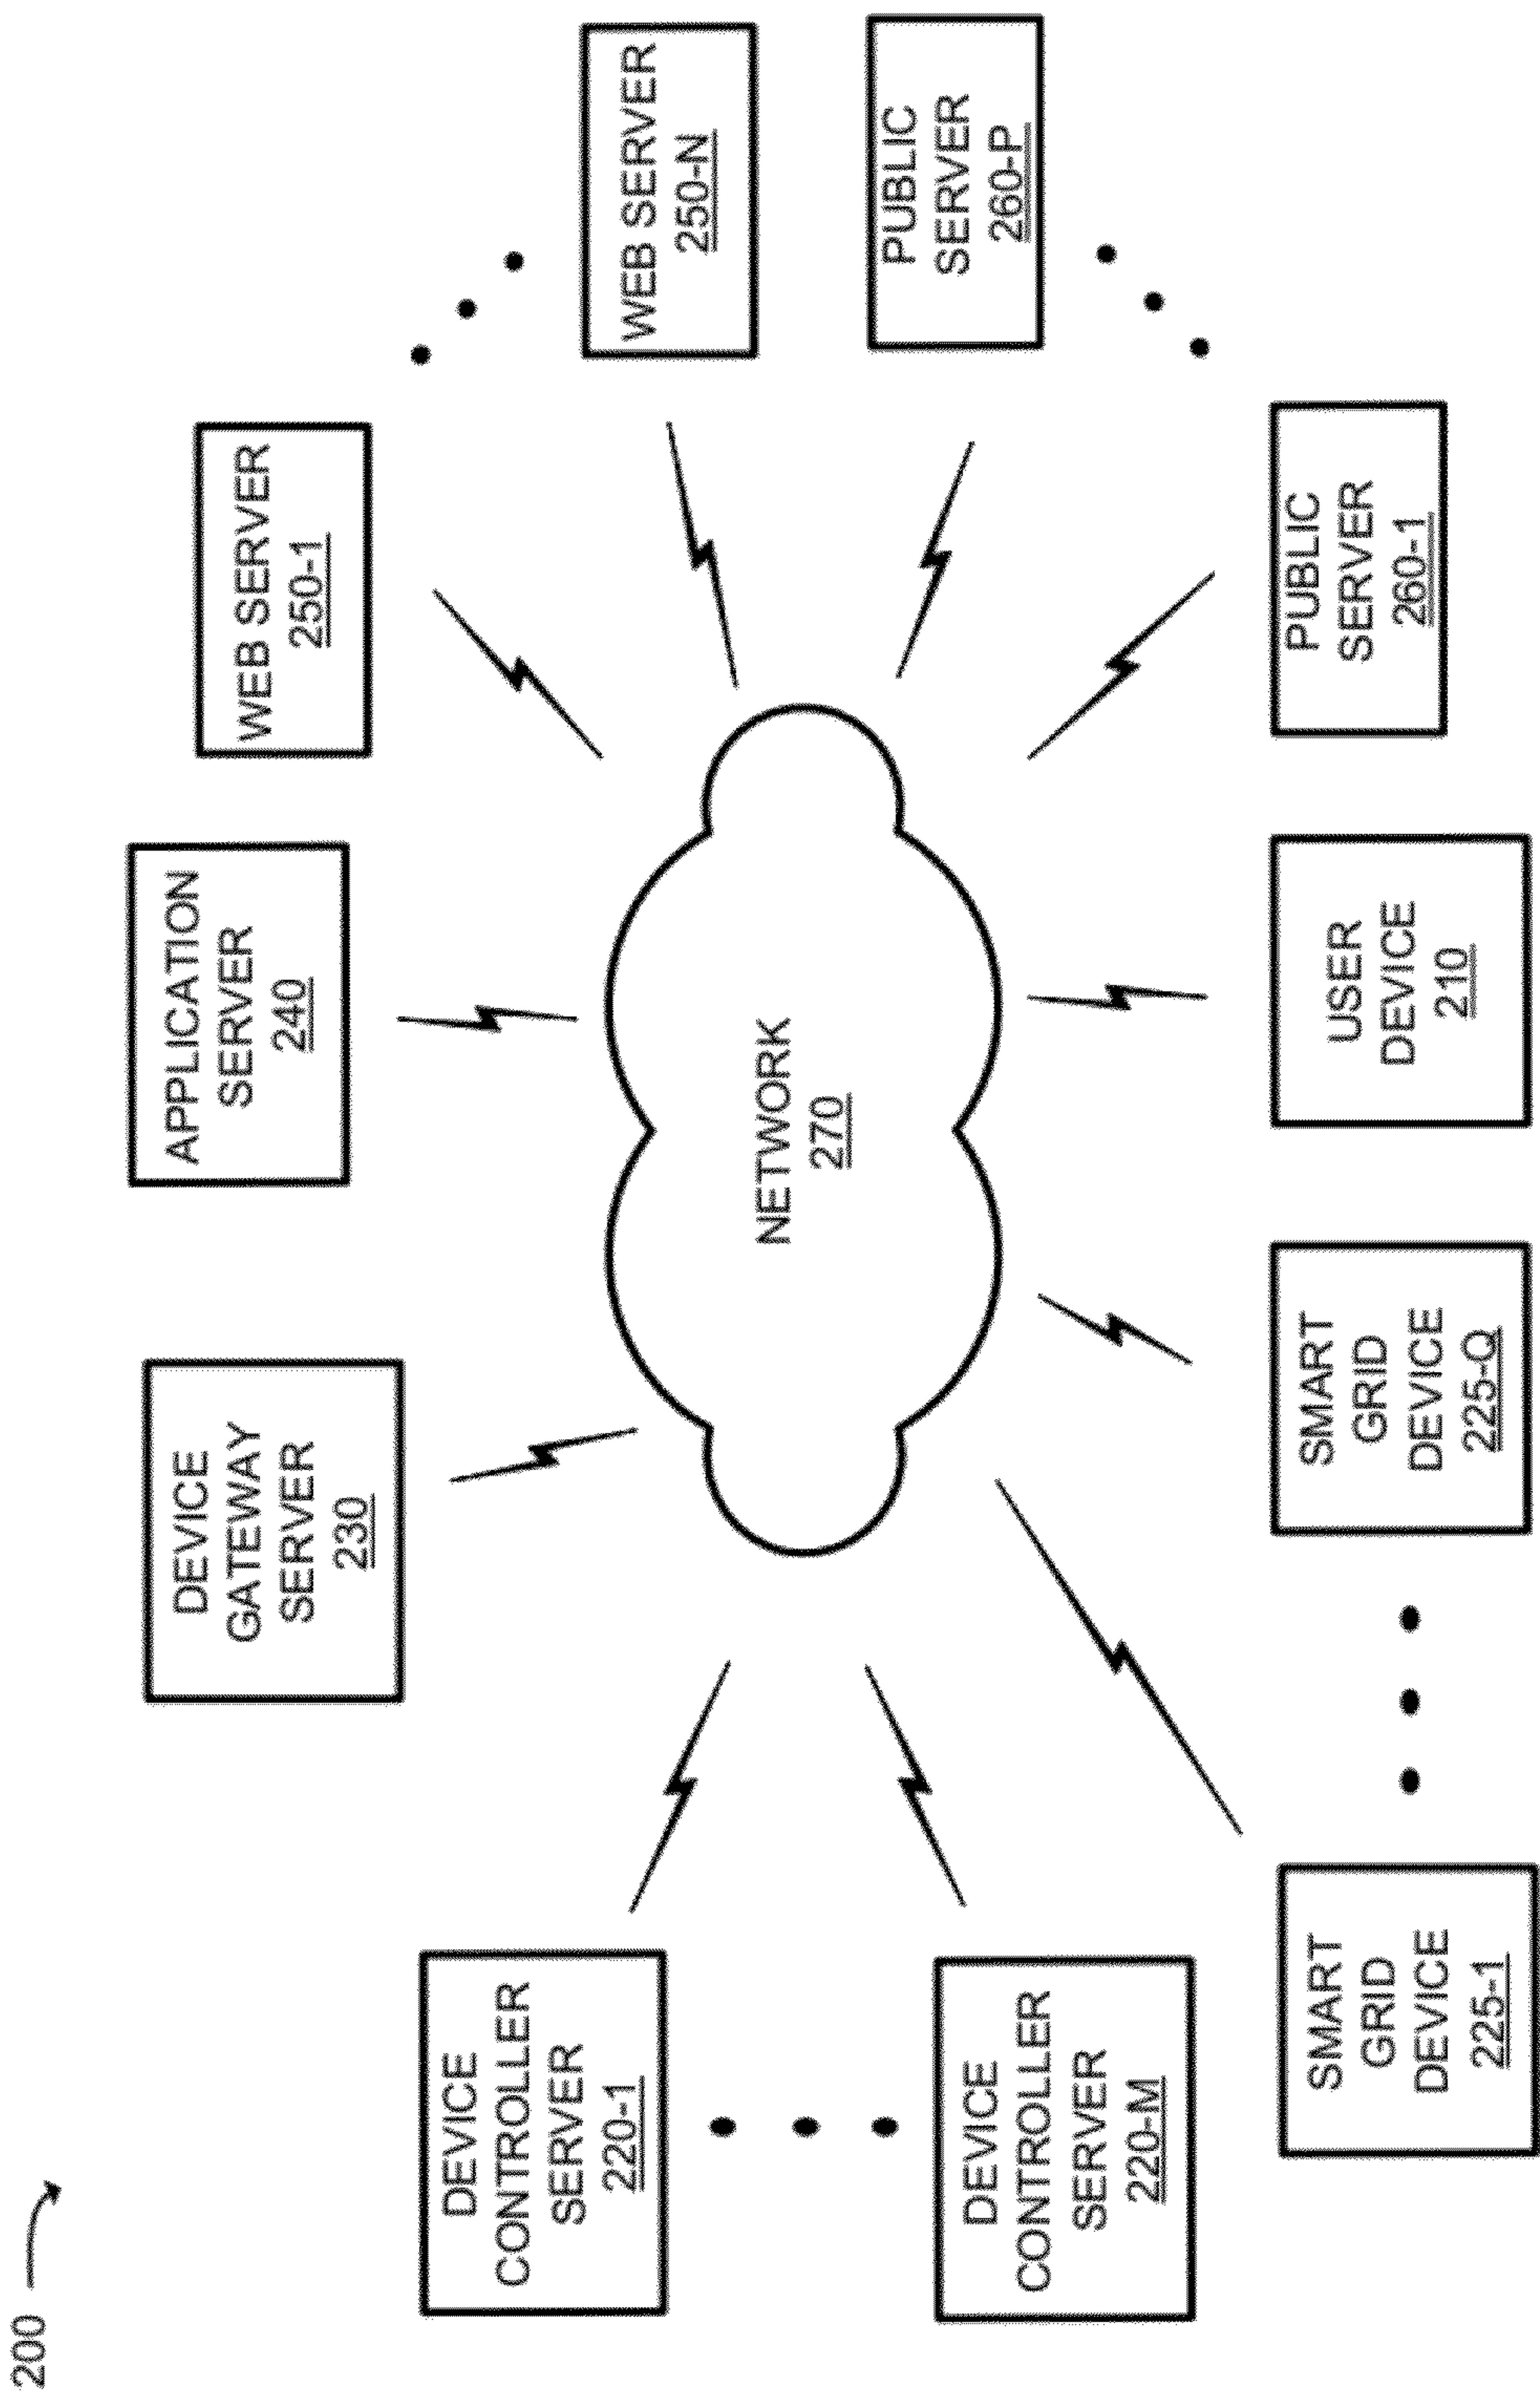 200
DEVICE
GATEWAY
SERVER
230
APPLICATION
SERVER
240
WEB SERVER
250-1
WEB SERVER
250-N
DEVICE
CONTROLLER
SERVER
220-1
NETWORK
270
PUBLIC
SERVER
260-P
DEVICE
CONTROLLER
SERVER
220-M
SMART
GRID
DEVICE
225-1
SMART
GRID
DEVICE
225-Q
USER
DEVICE
210
PUBLIC
SERVER
260-1